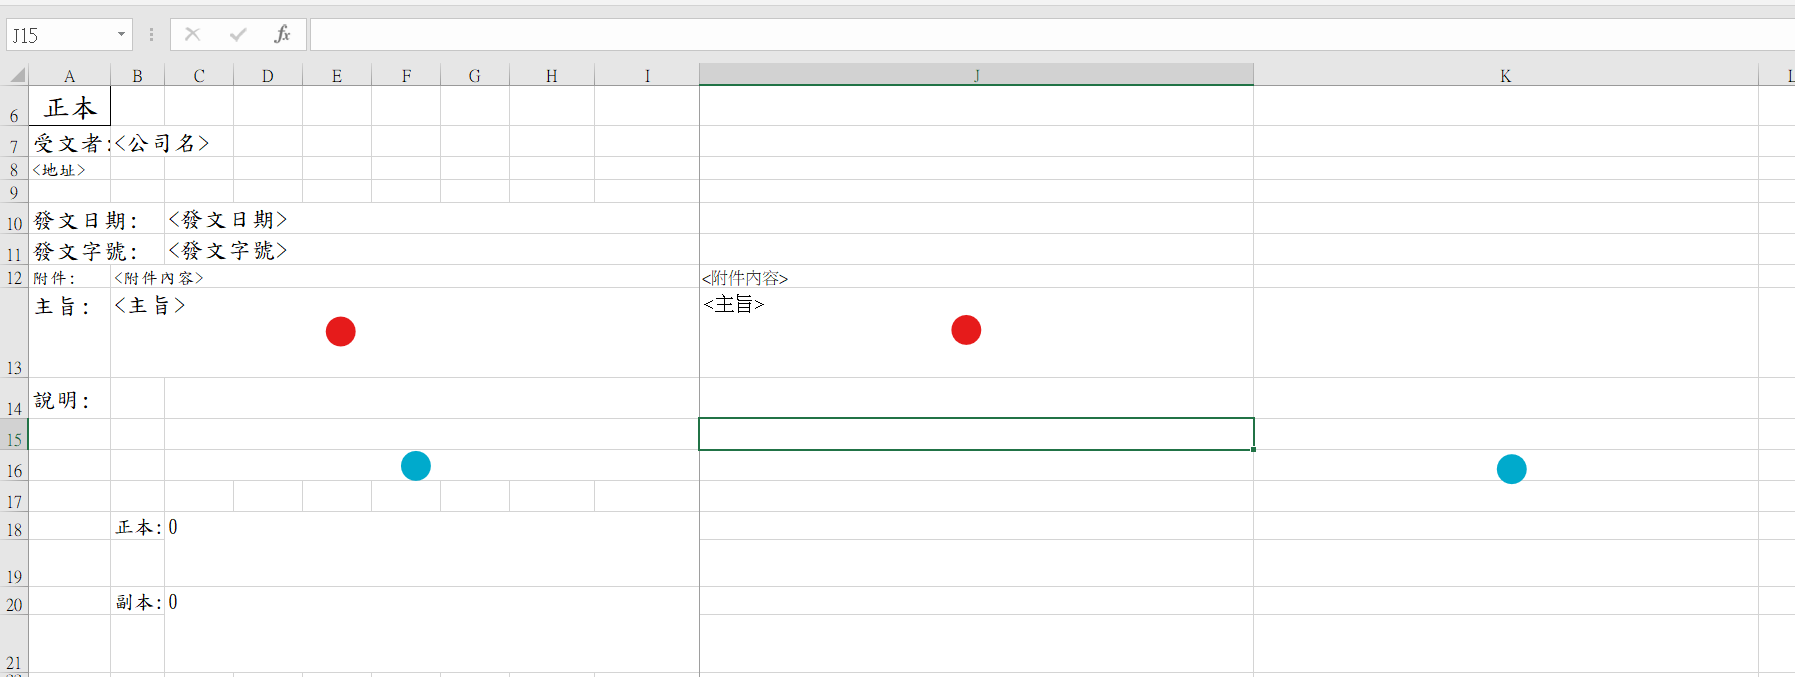 J15
fx
A B C D E F G H I J K L
6 正本
7 受文者:<公司名>
8 <地址>
9
10 發文日期: <發文日期>
11 發文字號: <發文字號>
12 附件: <附件內容> <附件內容>
13 主旨: <主旨> <主旨>
14 說明:
15
16
17
18 正本: 0
19
20 副本: 0
21